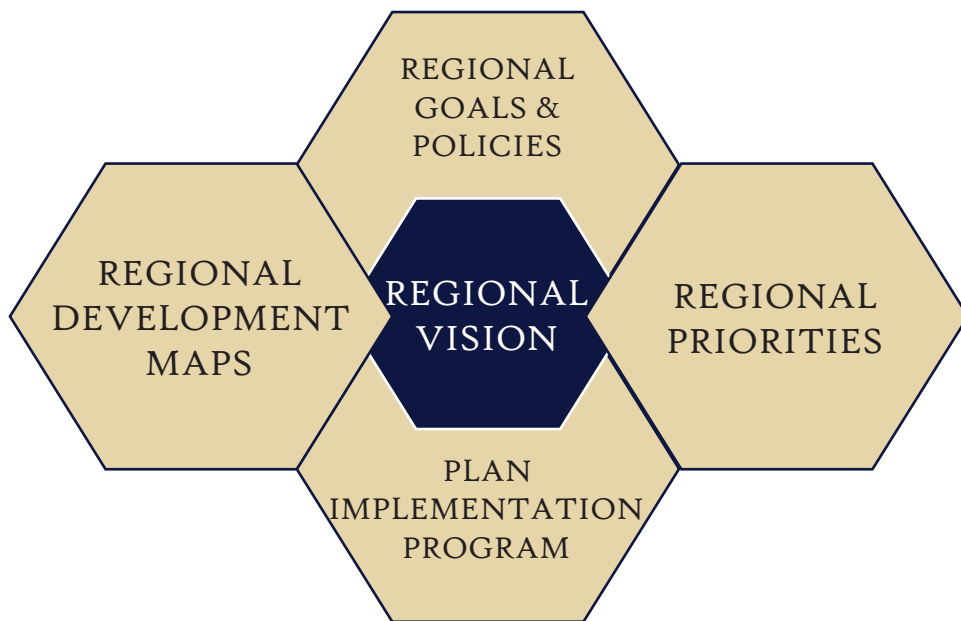 REGIONAL
GOALS &
POLICIES
REGIONAL
DEVELOPMENT
MAPS
REGIONAL
VISION
REGIONAL
PRIORITIES
PLAN
IMPLEMENTATION
PROGRAM